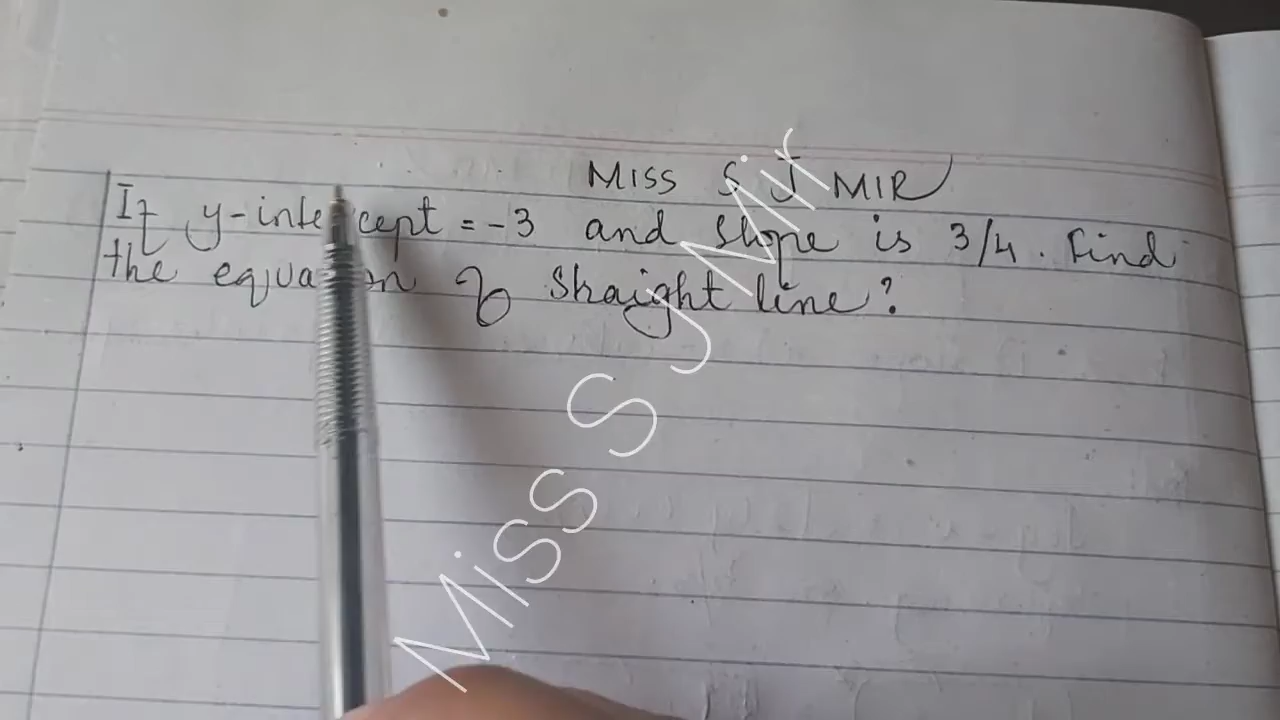 MISS S J MIR
If y-intercept = -3 and slope is 3/4. Find
the equation of straight line?
Miss S J Mir